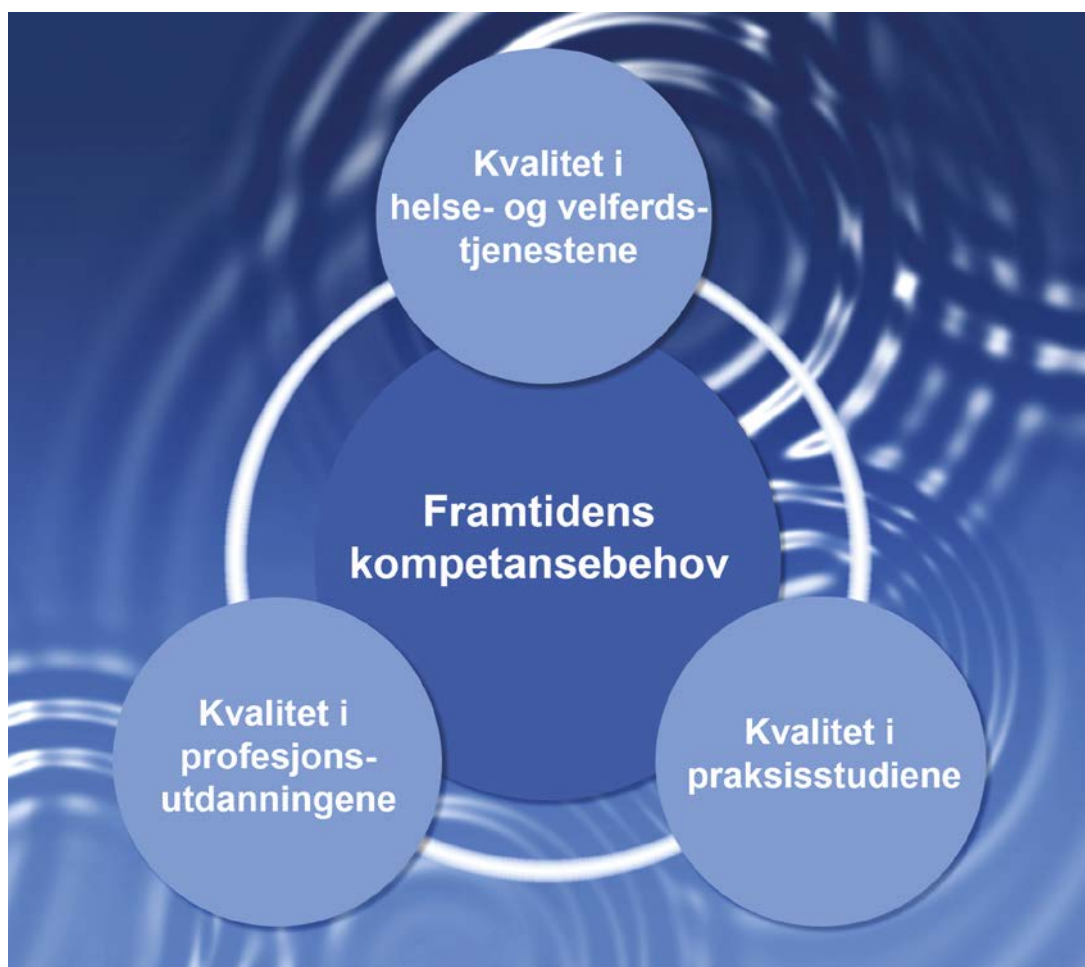 Kvalitet i
helse- og velferds-
tjenestene
Framtidens
kompetansebehov
Kvalitet i
profesjons-
utdanningene
Kvalitet i
praksisstudiene